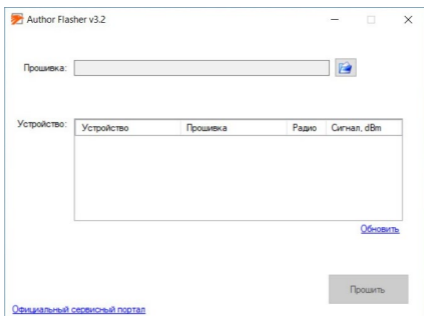 Author Flasher v3.2
Прошивка:
Устройство:
Устройство Прошивка Радио Сигнал, dBm
Обновить
Прошить
Официальный сервисный портал